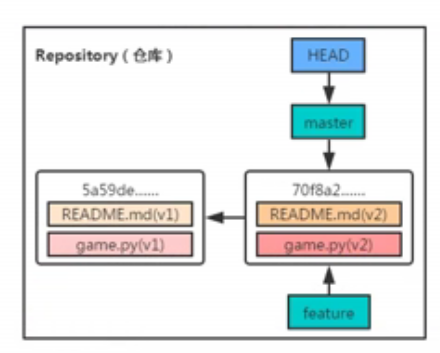 Repository（仓库）
HEAD
master
5a59de......
README.md(v1)
game.py(v1)
70f8a2......
README.md(v2)
game.py(v2)
feature